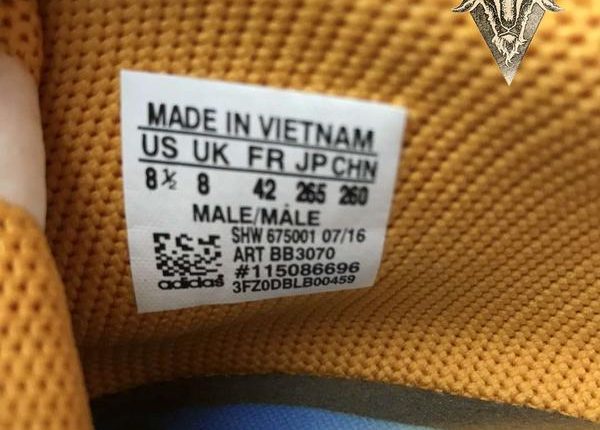 MADE IN VIETNAM
US UK FR JP CHN
8½ 8 42 265 260
MALE/MÂLE
SHW 675001 07/16
ART BB3070
#115086696
adidas 3FZ0DBLB00459